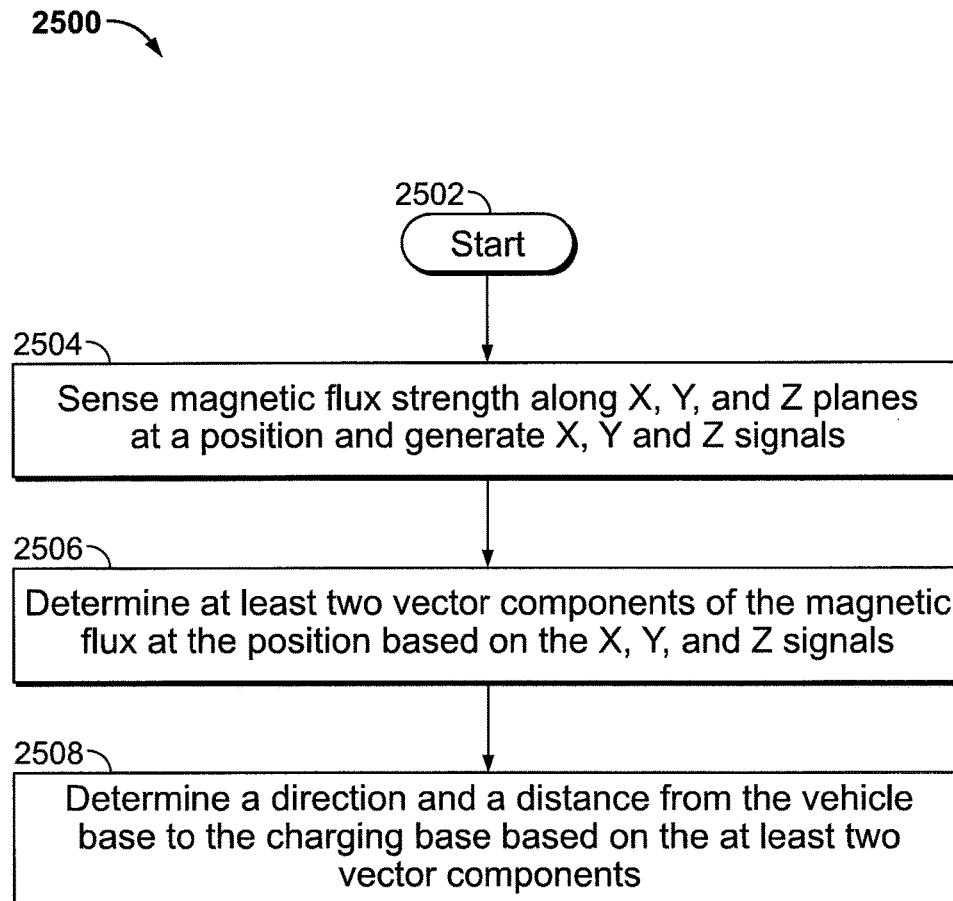 2500
2502
Start
2504
Sense magnetic flux strength along X, Y, and Z planes
at a position and generate X, Y and Z signals
2506
Determine at least two vector components of the magnetic
flux at the position based on the X, Y, and Z signals
2508
Determine a direction and a distance from the vehicle
base to the charging base based on the at least two
vector components